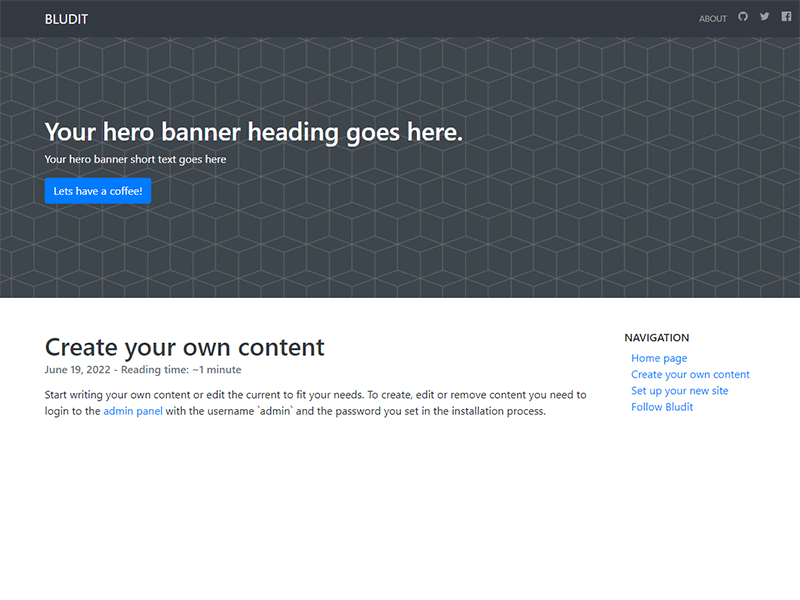 BLUDIT
ABOUT
Your hero banner heading goes here.
Your hero banner short text goes here
Lets have a coffee!
Create your own content
June 19, 2022 - Reading time: ~1 minute
Start writing your own content or edit the current to fit your needs. To create, edit or remove content you need to
login to the admin panel with the username `admin` and the password you set in the installation process.
NAVIGATION
Home page
Create your own content
Set up your new site
Follow Bludit